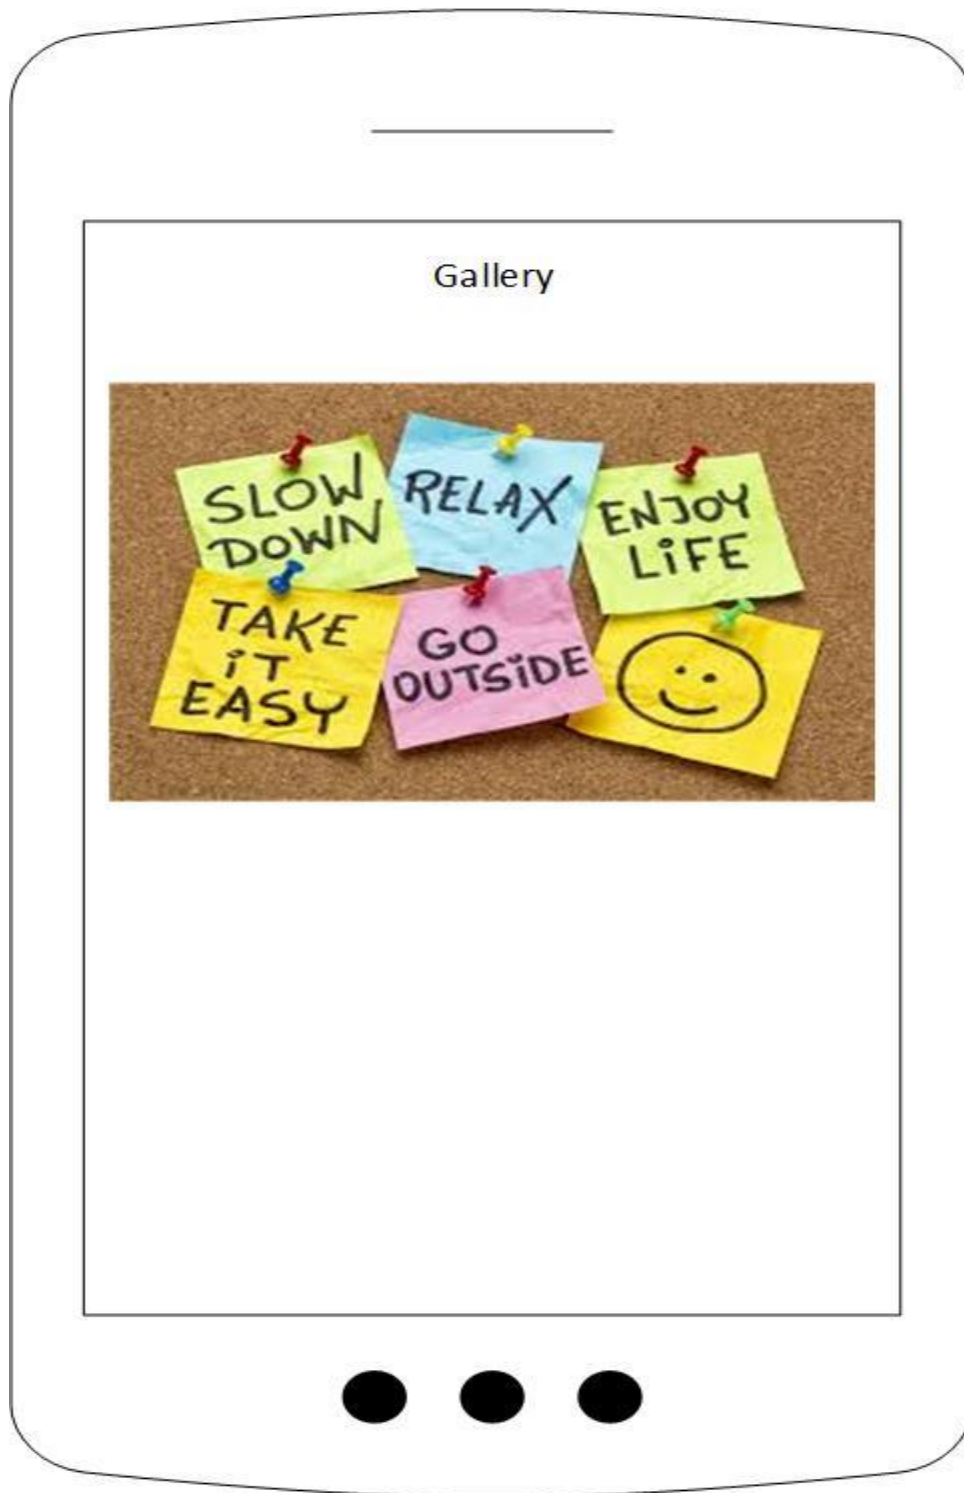 Gallery
SLOW
DOWN
RELAX
ENJOY
LiFE
TAKE
iT
EASY
GO
OUTSiDE